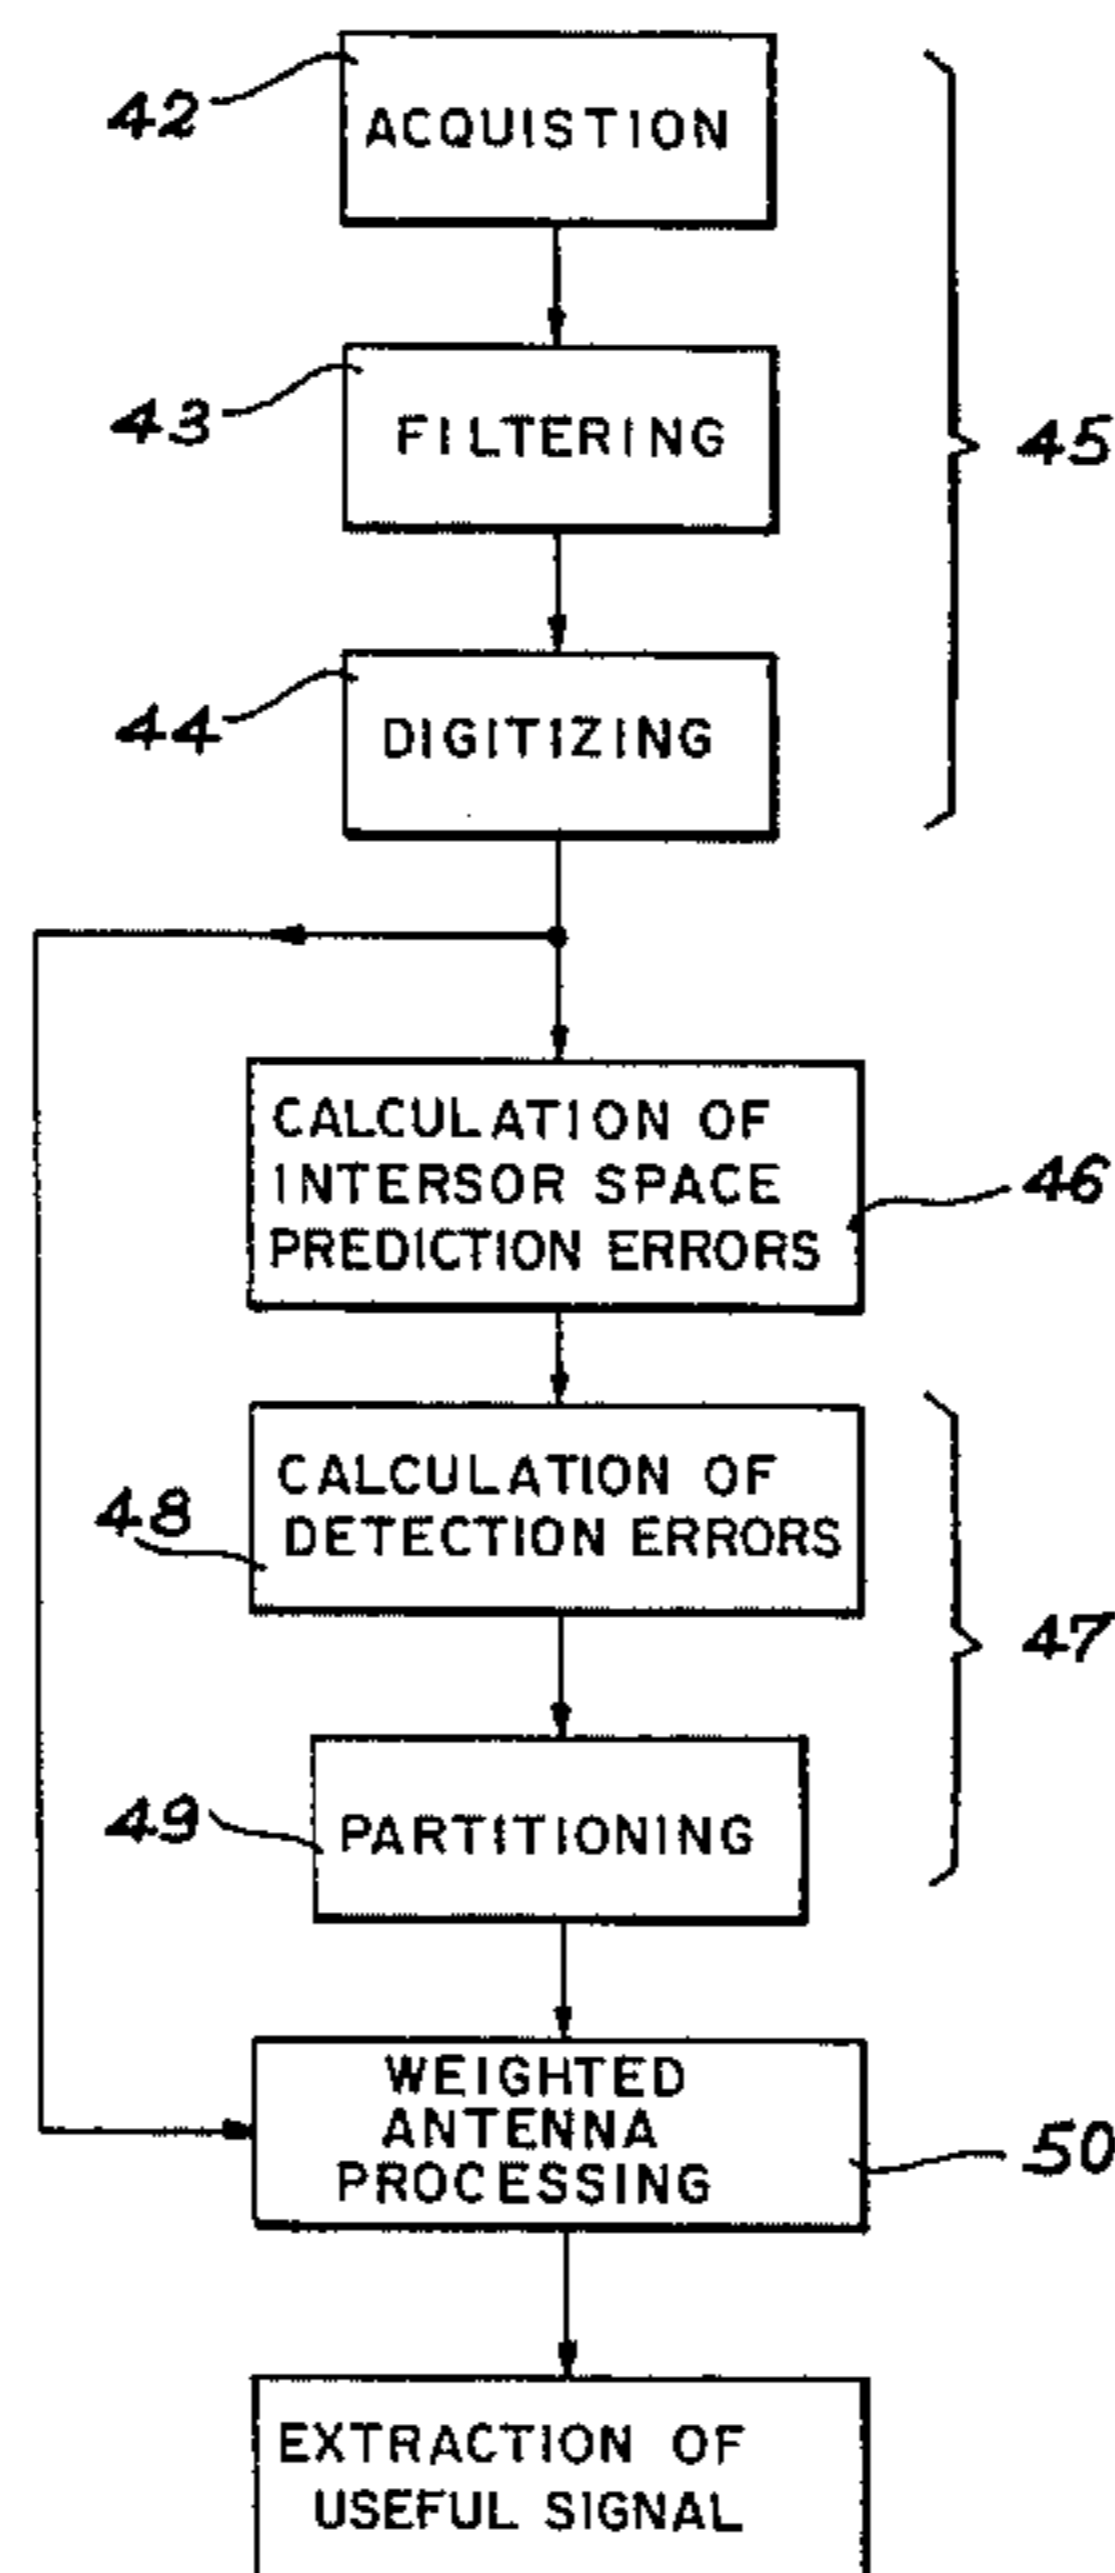 42
ACQUISTION
43
FILTERING
45
44
DIGITIZING
CALCULATION OF
INTERSOR SPACE
PREDICTION ERRORS
46
CALCULATION OF
DETECTION ERRORS
48
47
49
PARTITIONING
WEIGHTED
ANTENNA
PROCESSING
50
EXTRACTION OF
USEFUL SIGNAL